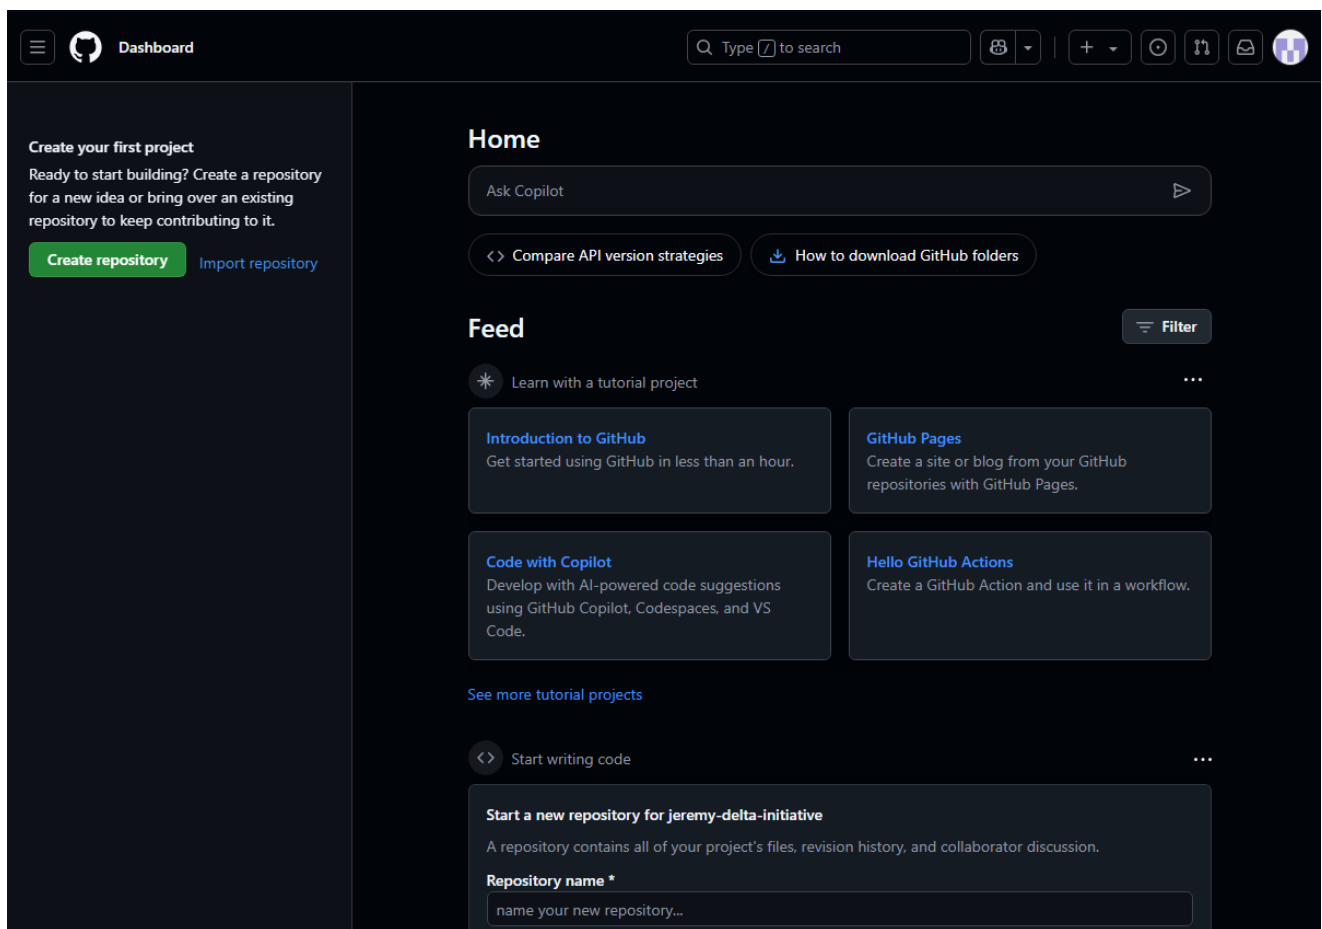 Dashboard
Type / to search
Create your first project
Ready to start building? Create a repository
for a new idea or bring over an existing
repository to keep contributing to it.
Create repository
Import repository
Home
Ask Copilot
Compare API version strategies
How to download GitHub folders
Feed
Filter
Learn with a tutorial project
Introduction to GitHub
Get started using GitHub in less than an hour.
GitHub Pages
Create a site or blog from your GitHub
repositories with GitHub Pages.
Code with Copilot
Develop with AI-powered code suggestions
using GitHub Copilot, Codespaces, and VS
Code.
Hello GitHub Actions
Create a GitHub Action and use it in a workflow.
See more tutorial projects
Start writing code
Start a new repository for jeremy-delta-initiative
A repository contains all of your project's files, revision history, and collaborator discussion.
Repository name *
name your new repository...